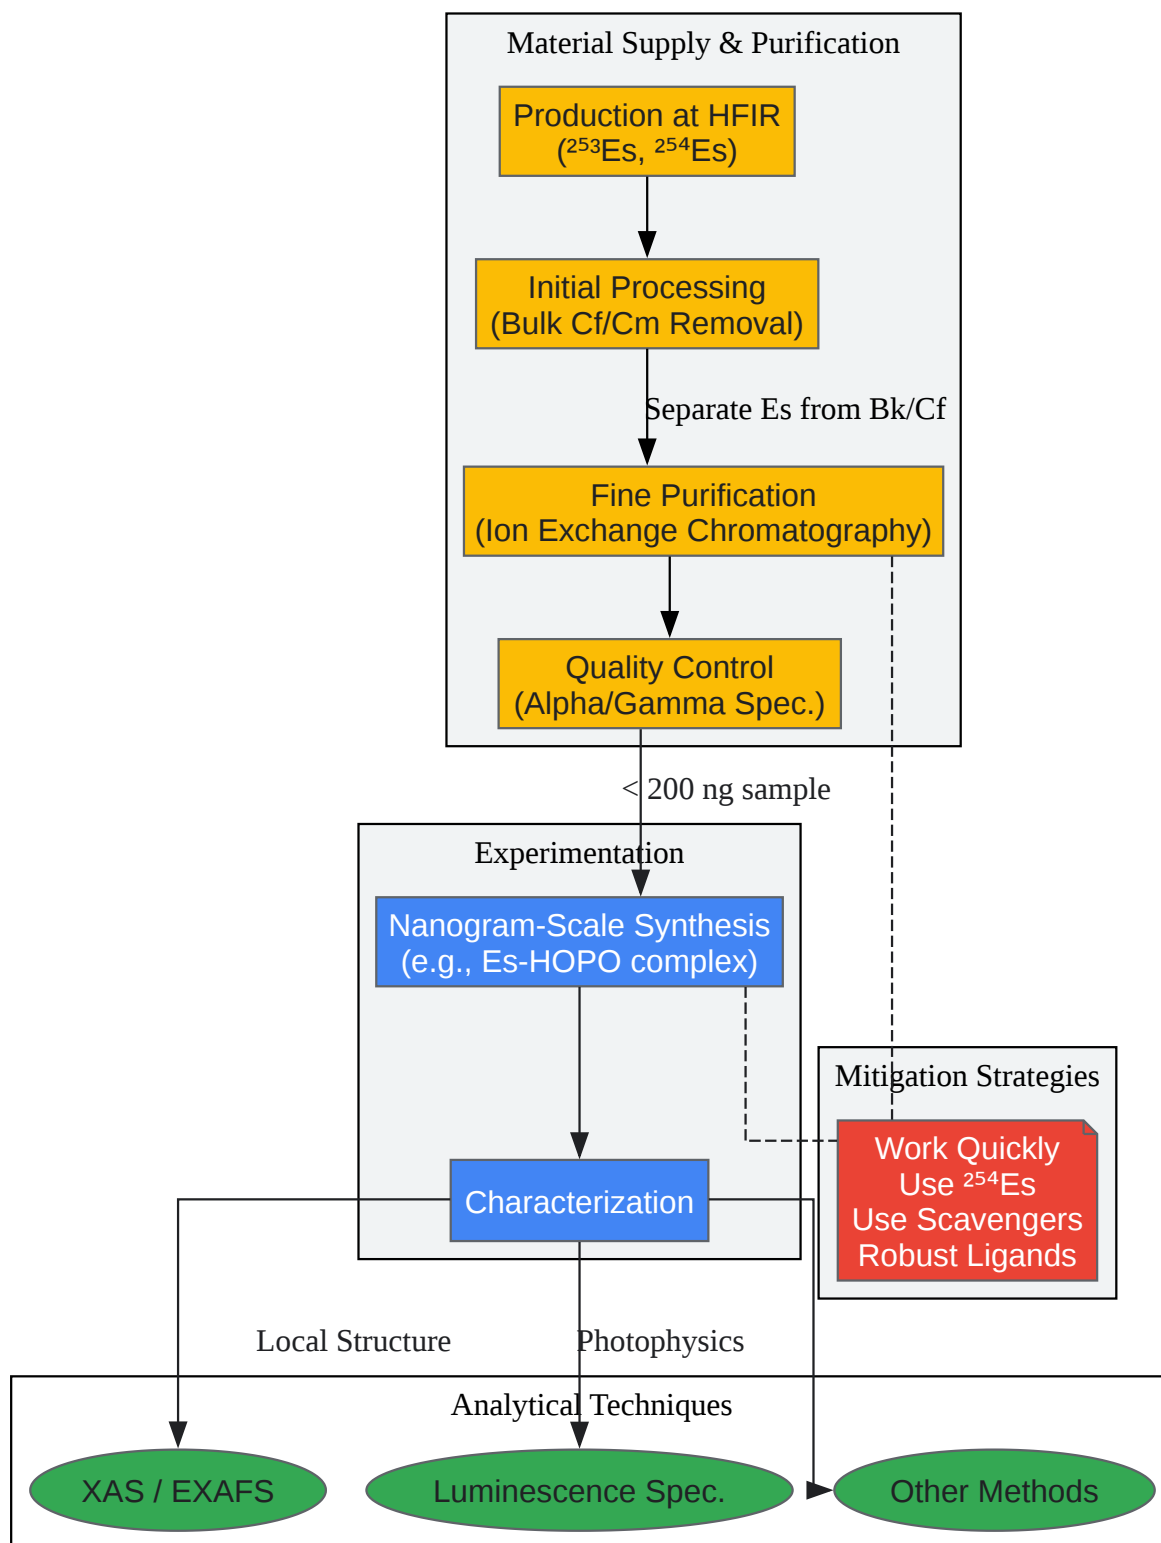 Material Supply & Purification
Production at HFIR
(²⁵³Es, ²⁵⁴Es)
Initial Processing
(Bulk Cf/Cm Removal)
Separate Es from Bk/Cf
Fine Purification
(Ion Exchange Chromatography)
Quality Control
(Alpha/Gamma Spec.)
< 200 ng sample
Experimentation
Nanogram-Scale Synthesis
(e.g., Es-HOPO complex)
Mitigation Strategies
Work Quickly
Use ²⁵⁴Es
Use Scavengers
Robust Ligands
Characterization
Local Structure
Photophysics
Analytical Techniques
XAS / EXAFS
Luminescence Spec.
Other Methods